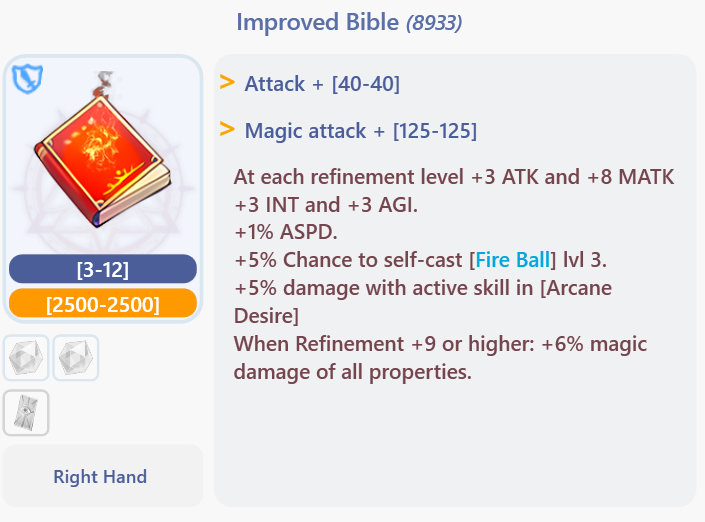 Improved Bible (8933)
> Attack + [40-40]
> Magic attack + [125-125]
At each refinement level +3 ATK and +8 MATK
+3 INT and +3 AGI.
+1% ASPD.
+5% Chance to self-cast [Fire Ball] lvl 3.
+5% damage with active skill in [Arcane
Desire]
When Refinement +9 or higher: +6% magic
damage of all properties.
[3-12]
[2500-2500]
Right Hand